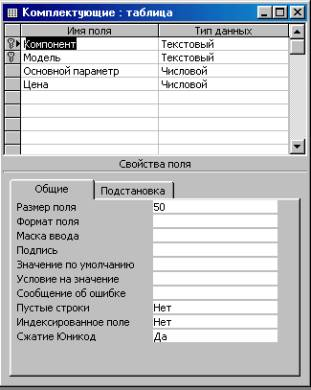 Комплектующие : таблица
Имя поля Тип данных
Компонент Текстовый
Модель Текстовый
Основной параметр Числовой
Цена Числовой
Свойства поля
Общие Подстановка
Размер поля 50
Формат поля
Маска ввода
Подпись
Значение по умолчанию
Условие на значение
Сообщение об ошибке
Пустые строки Нет
Индексированное поле Нет
Сжатие Юникод Да